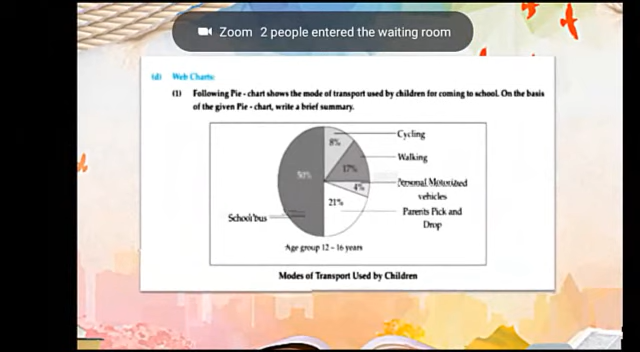 Zoom 2 people entered the waiting room
(d) Web Charts:
(1) Following Pie - chart shows the mode of transport used by children for coming to school. On the basis
of the given Pie - chart, write a brief summary.
Cycling
8%
Walking
17%
50%
Personal Motorized
vehicles
4%
21%
Parents Pick and
Drop
School bus
Age group 12 - 16 years
Modes of Transport Used by Children